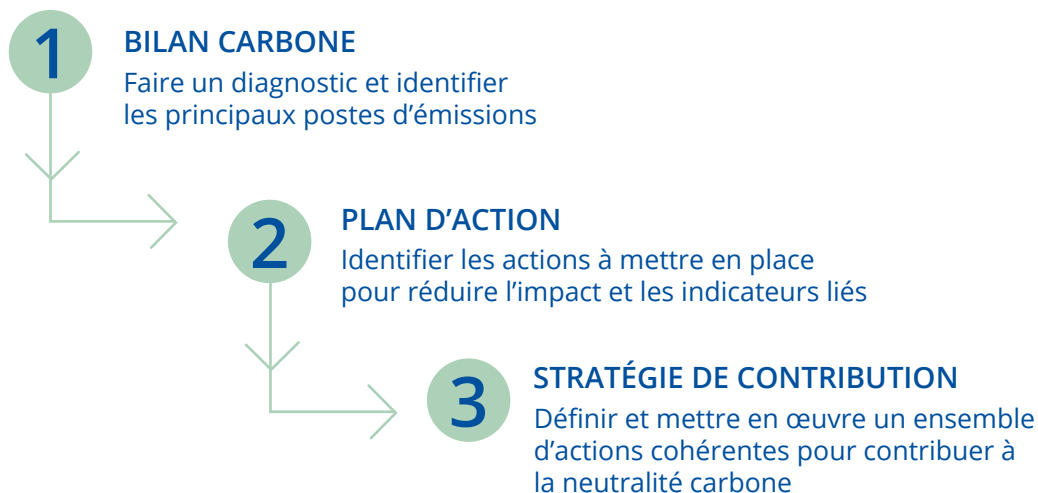 1
BILAN CARBONE
Faire un diagnostic et identifier
les principaux postes d’émissions
2
PLAN D’ACTION
Identifier les actions à mettre en place
pour réduire l’impact et les indicateurs liés
3
STRATÉGIE DE CONTRIBUTION
Définir et mettre en œuvre un ensemble
d’actions cohérentes pour contribuer à
la neutralité carbone